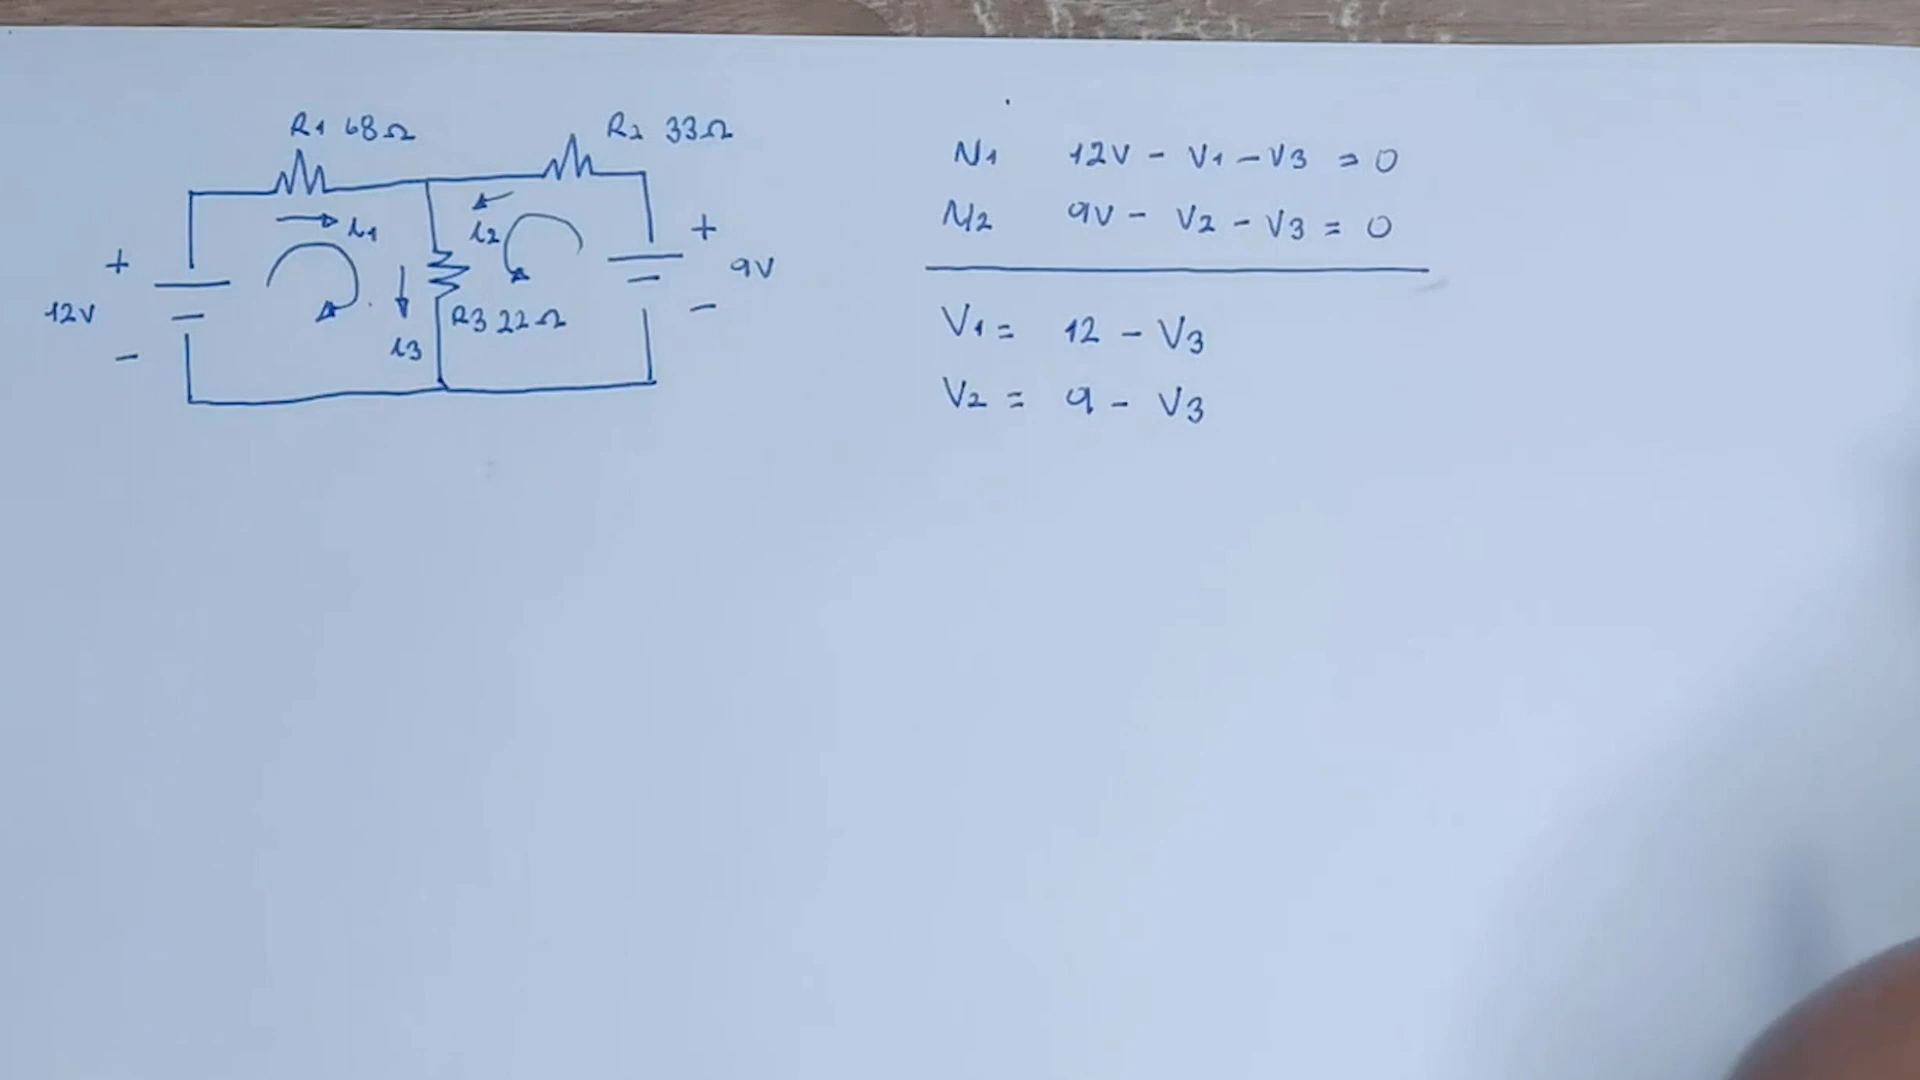 R1 68Ω
R2 33Ω
i1
i2
+
12V
-
+
9V
-
R3 22Ω
i3
N1 12V - V1 - V3 = 0
N2 9V - V2 - V3 = 0
V1 = 12 - V3
V2 = 9 - V3